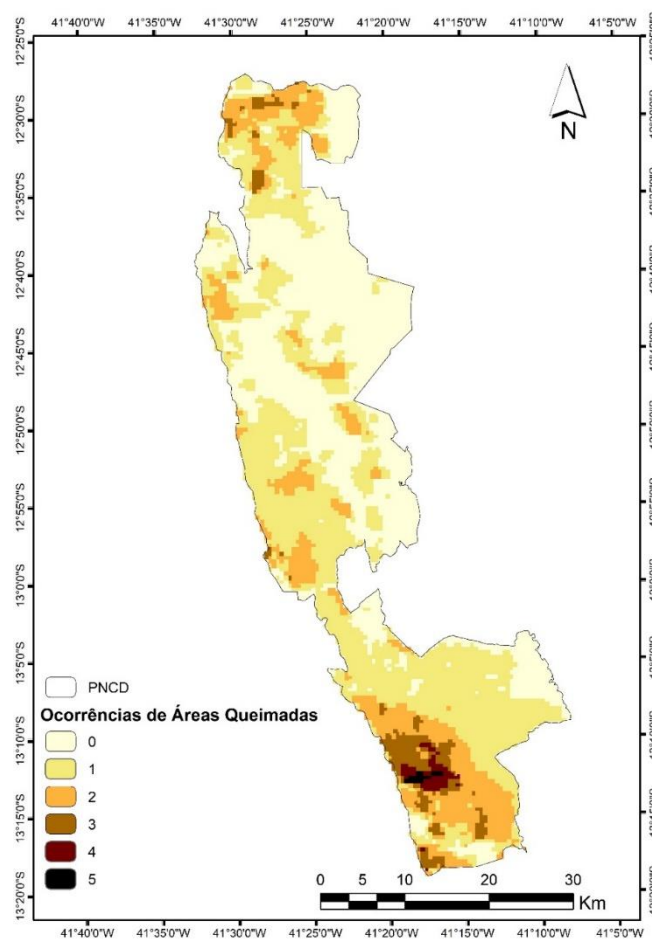 41°40'0"W 41°35'0"W 41°30'0"W 41°25'0"W 41°20'0"W 41°15'0"W 41°10'0"W 41°5'0"W
12°25'0"S
12°30'0"S
12°35'0"S
12°40'0"S
12°45'0"S
12°50'0"S
12°55'0"S
13°0'0"S
13°5'0"S
13°10'0"S
13°15'0"S
13°20'0"S
N
PNCD
Ocorrências de Áreas Queimadas
0
1
2
3
4
5
0 5 10 20 30
Km
41°40'0"W 41°35'0"W 41°30'0"W 41°25'0"W 41°20'0"W 41°15'0"W 41°10'0"W 41°5'0"W